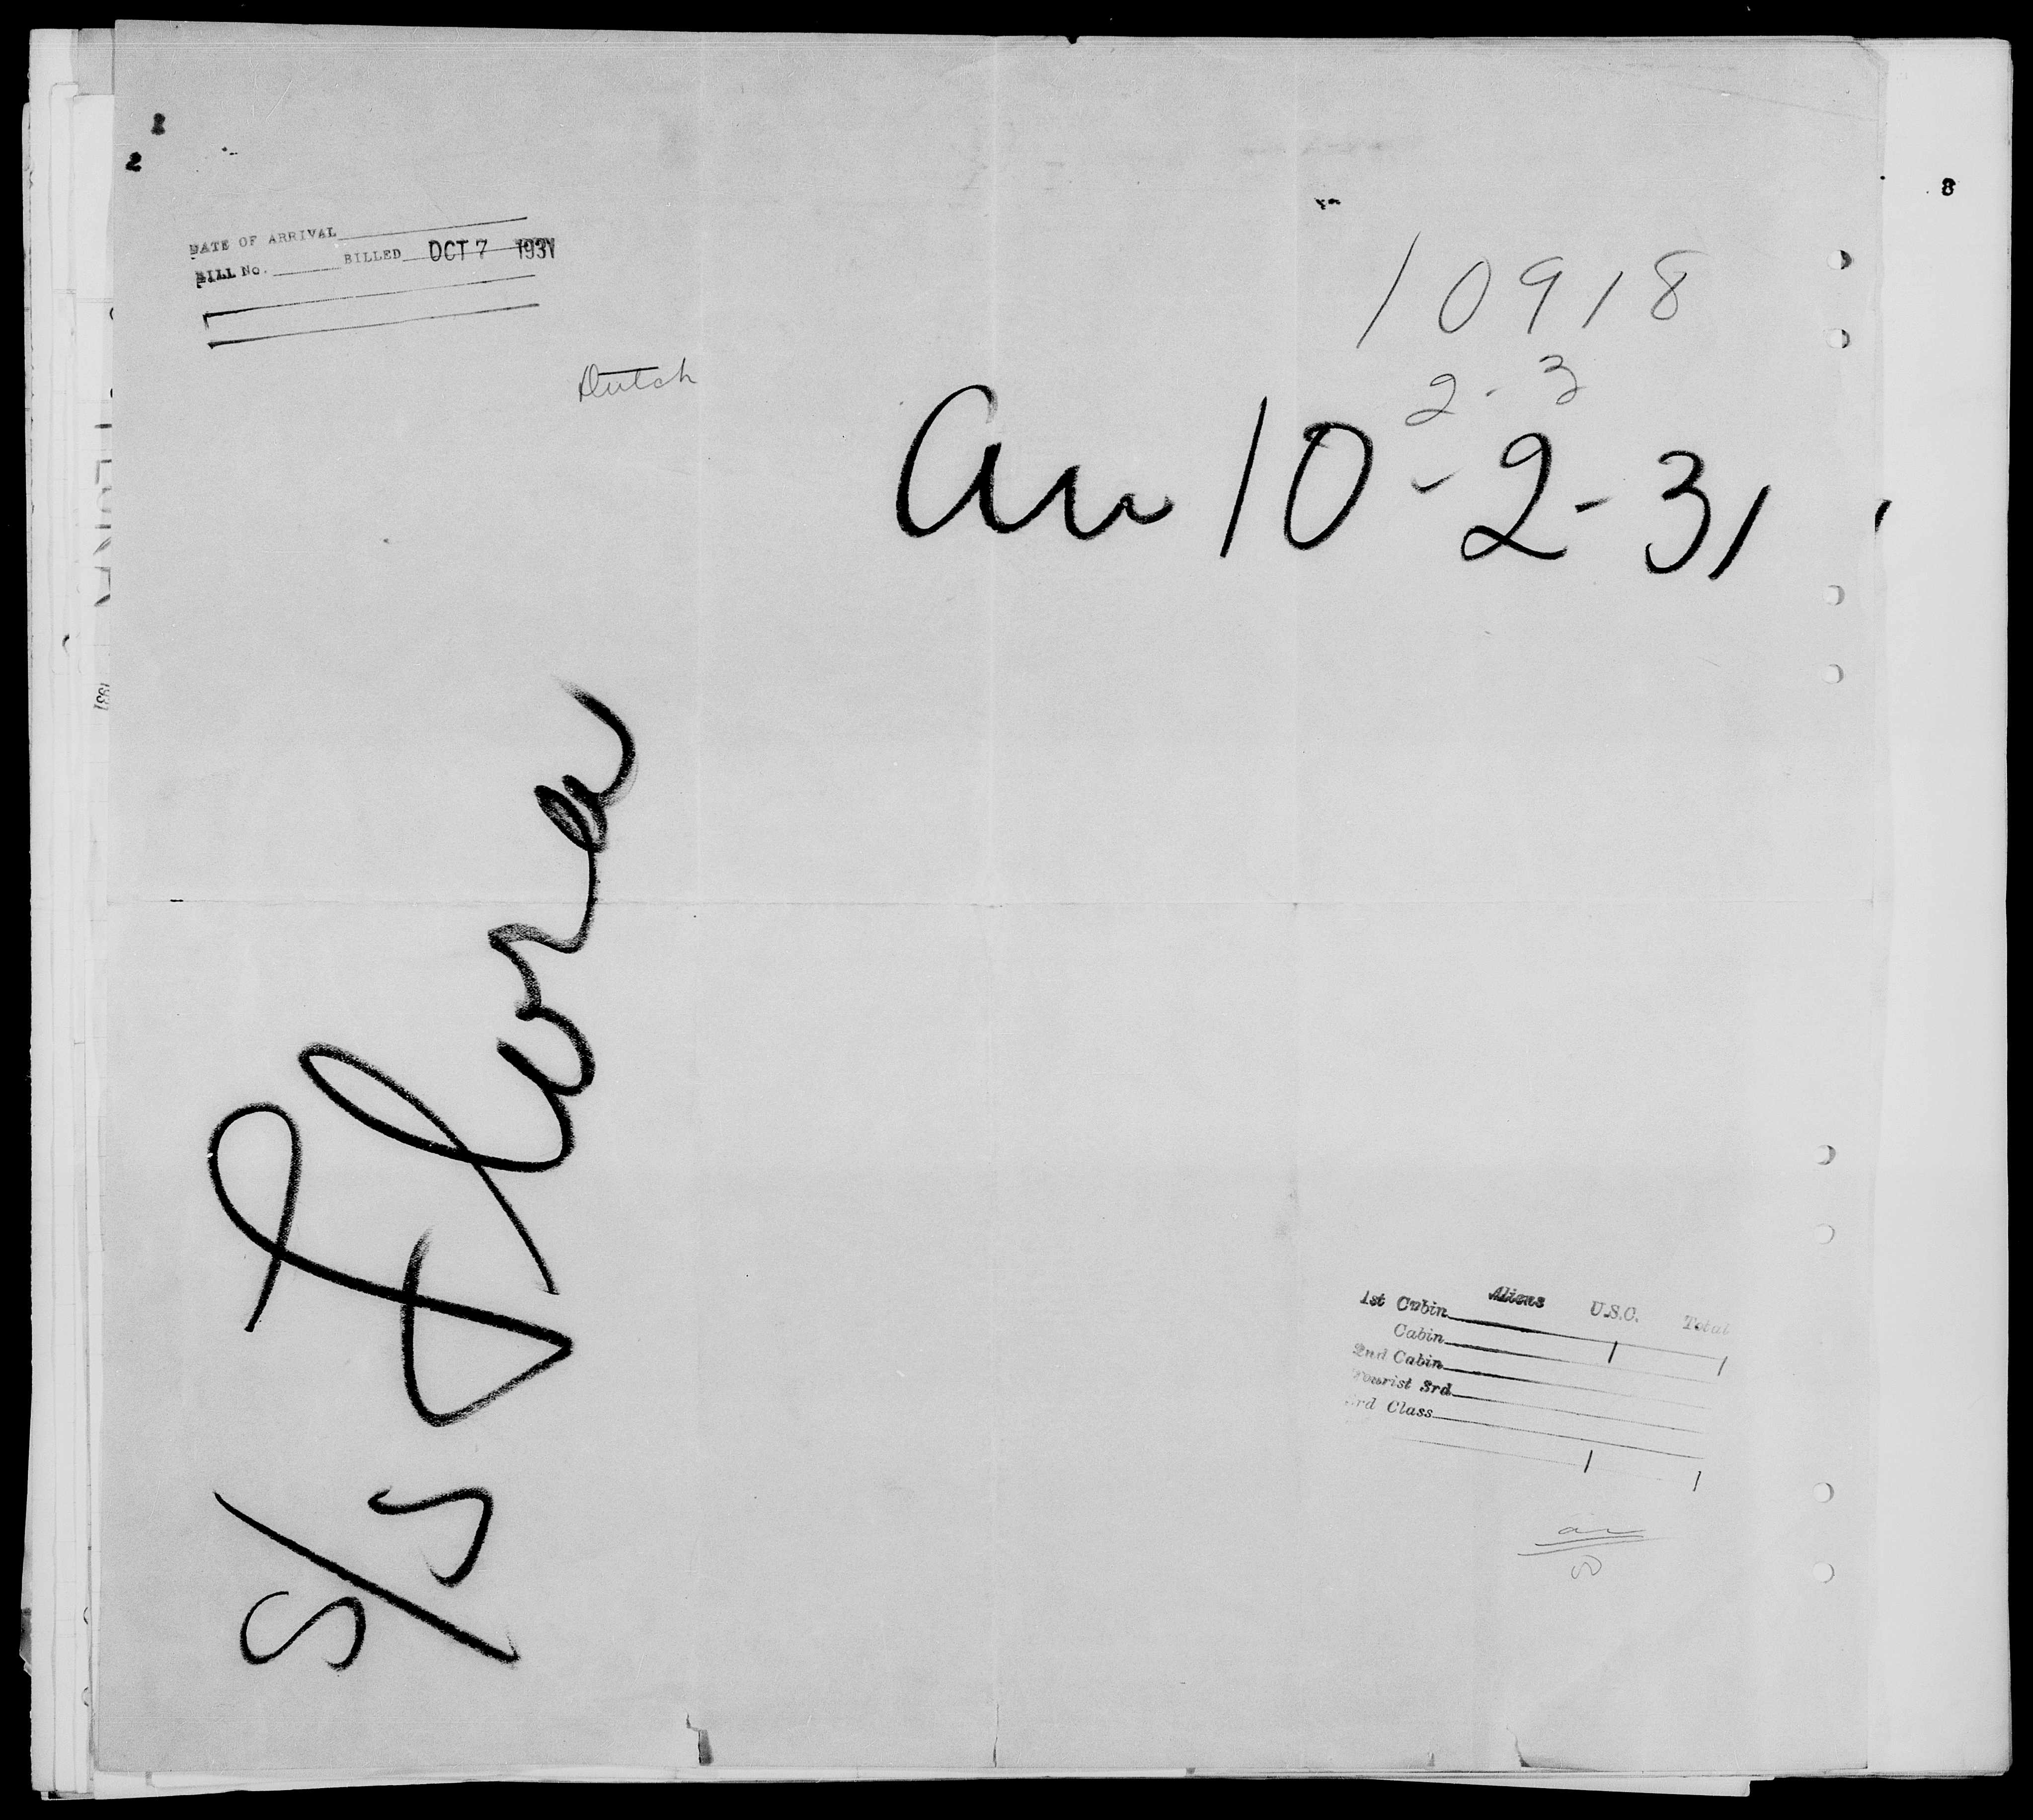 DATE OF ARRIVAL
BILL No. BILLED OCT 7 1931
Dutch
10918
2-3
Arr 10-2-31
S/S Flora
Aliens U.S.C. Total
1st Cabin 1 1
Cabin
2nd Cabin
Tourist 3rd
3rd Class
1 1